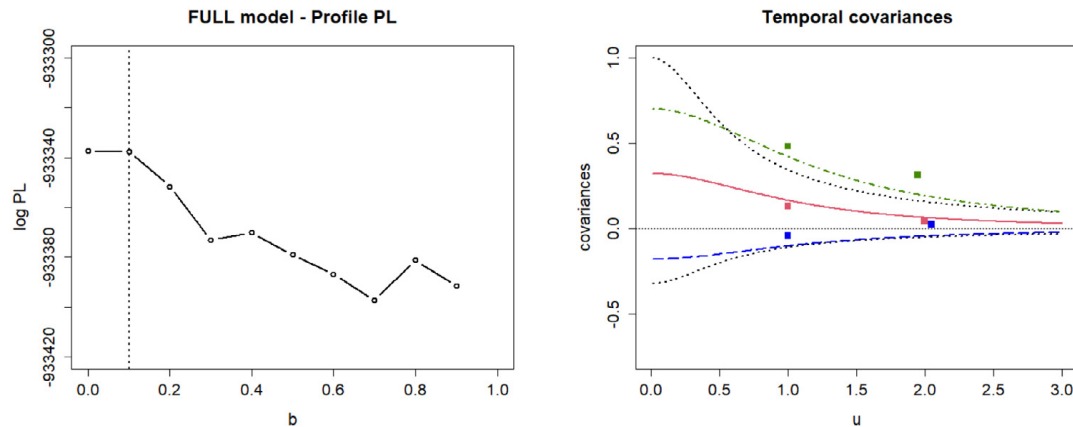 FULL model - Profile PL
log PL
-933300
-933340
-933380
-933420
0.0 0.2 0.4 0.6 0.8 1.0
b
Temporal covariances
covariances
1.0
0.5
0.0
-0.5
0.0 0.5 1.0 1.5 2.0 2.5 3.0
u